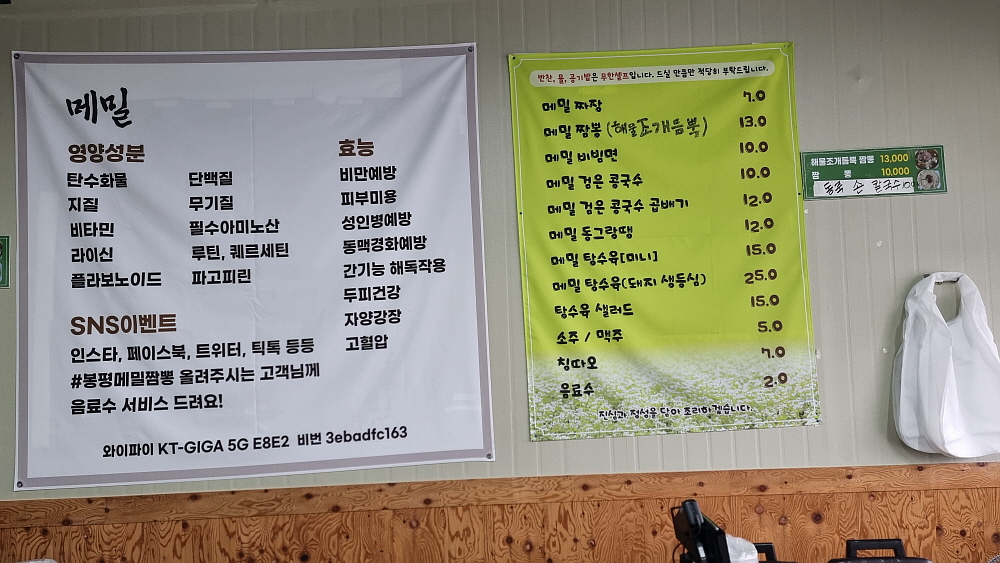 메밀
영양성분
탄수화물 단백질
지질 무기질
비타민 필수아미노산
라이신 루틴, 퀘르세틴
플라보노이드 파고피린
효능
비만예방
피부미용
성인병예방
동맥경화예방
간기능 해독작용
두피건강
자양강장
고혈압
SNS이벤트
인스타, 페이스북, 트위터, 틱톡 등등
#봉평메밀짬뽕 올려주시는 고객님께
음료수 서비스 드려요!
와이파이 KT-GIGA 5G E8E2 비번 3ebadfc163
반찬, 물, 공기밥은 무한셀프입니다. 드실 만큼만 적당히 부탁드립니다.
메밀 짜장 7.0
메밀 짬뽕 (해물조개듬뿍) 13.0
메밀 비빔면 10.0
메밀 검은 콩국수 10.0
메밀 검은 콩국수 곱배기 12.0
메밀 동그랑땡 12.0
메밀 탕수육[미니] 15.0
메밀 탕수육(돼지 생등심) 25.0
탕수육 샐러드 15.0
소주 / 맥주 5.0
칭따오 7.0
음료수 2.0
진심과 정성을 담아 조리하겠습니다.
해물조개듬뿍 짬뽕 13,000
짬 뽕 10,000
손 칼국수